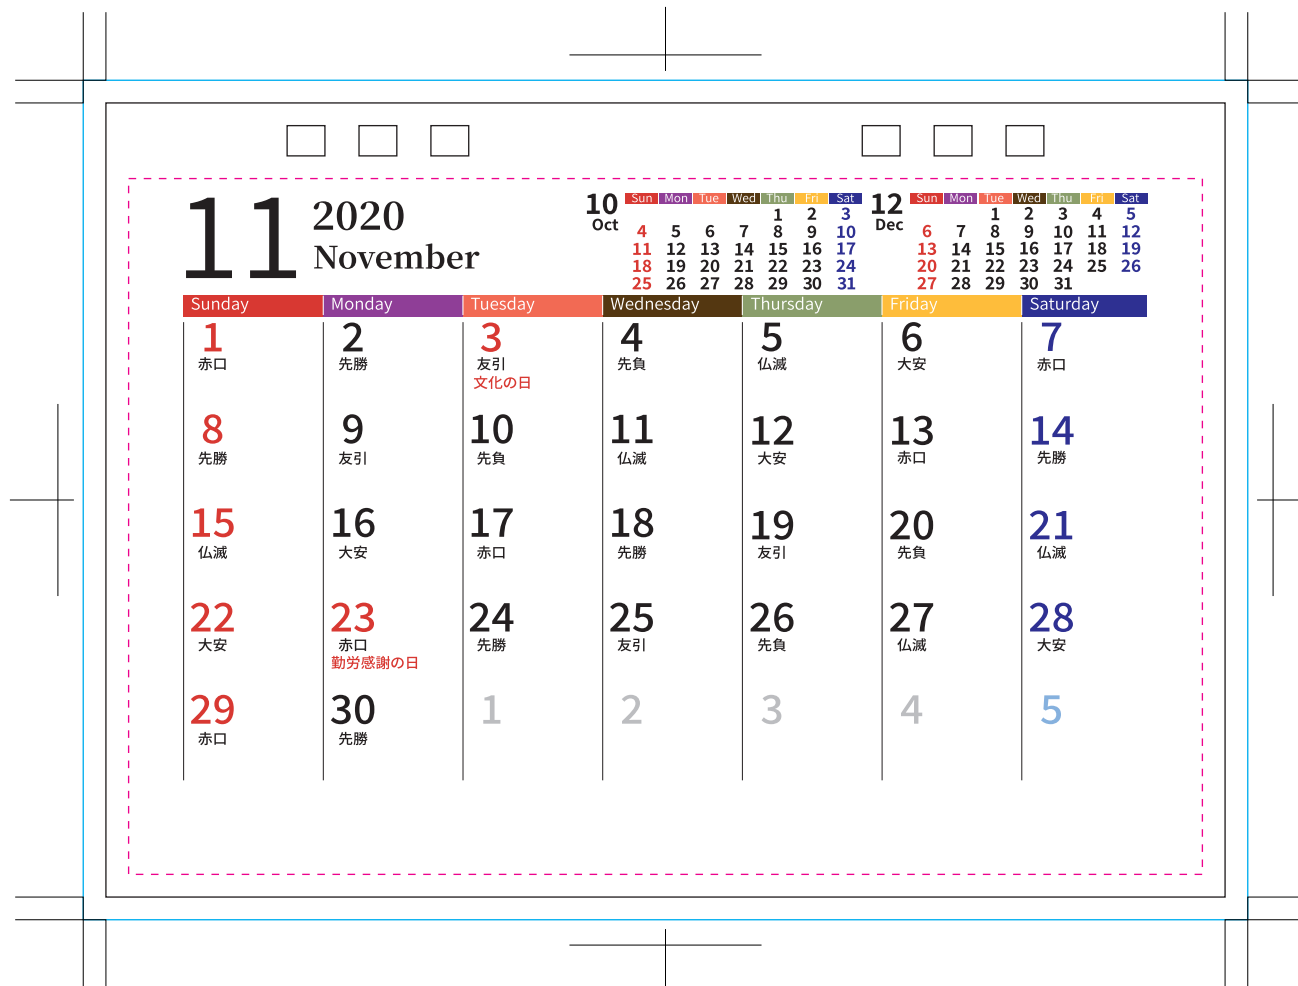 11
2020
November
10
Oct
Sun Mon Tue Wed Thu Fri Sat
1 2 3
4 5 6 7 8 9 10
11 12 13 14 15 16 17
18 19 20 21 22 23 24
25 26 27 28 29 30 31
12
Dec
Sun Mon Tue Wed Thu Fri Sat
1 2 3 4 5
6 7 8 9 10 11 12
13 14 15 16 17 18 19
20 21 22 23 24 25 26
27 28 29 30 31
Sunday Monday Tuesday Wednesday Thursday Friday Saturday
1 2 3 4 5 6 7
赤口 先勝 友引 先負 仏滅 大安 赤口
文化の日
8 9 10 11 12 13 14
先勝 友引 先負 仏滅 大安 赤口 先勝
15 16 17 18 19 20 21
仏滅 大安 赤口 先勝 友引 先負 仏滅
22 23 24 25 26 27 28
大安 赤口 先勝 友引 先負 仏滅 大安
勤労感謝の日
29 30 1 2 3 4 5
赤口 先勝